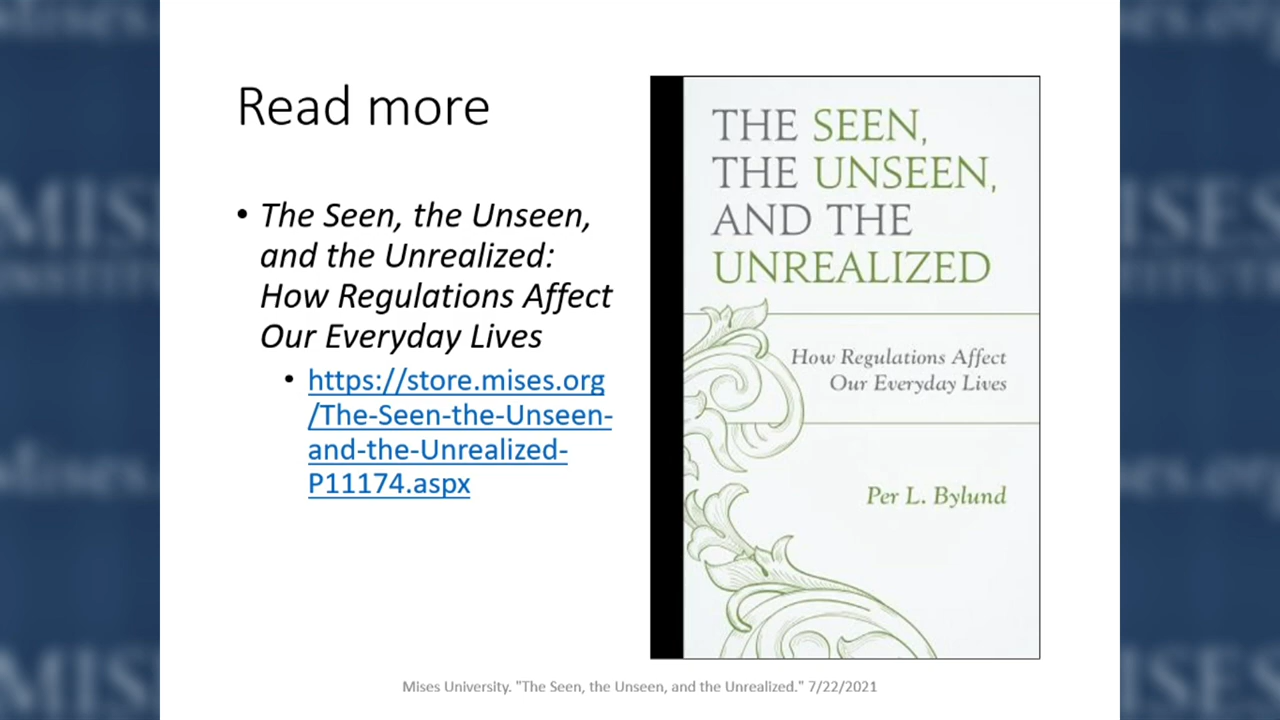 Read more
• The Seen, the Unseen,
and the Unrealized:
How Regulations Affect
Our Everyday Lives
• https://store.mises.org
/The-Seen-the-Unseen-
and-the-Unrealized-
P11174.aspx
THE SEEN,
THE UNSEEN,
AND THE
UNREALIZED
How Regulations Affect
Our Everyday Lives
Per L. Bylund
Mises University. "The Seen, the Unseen, and the Unrealized." 7/22/2021